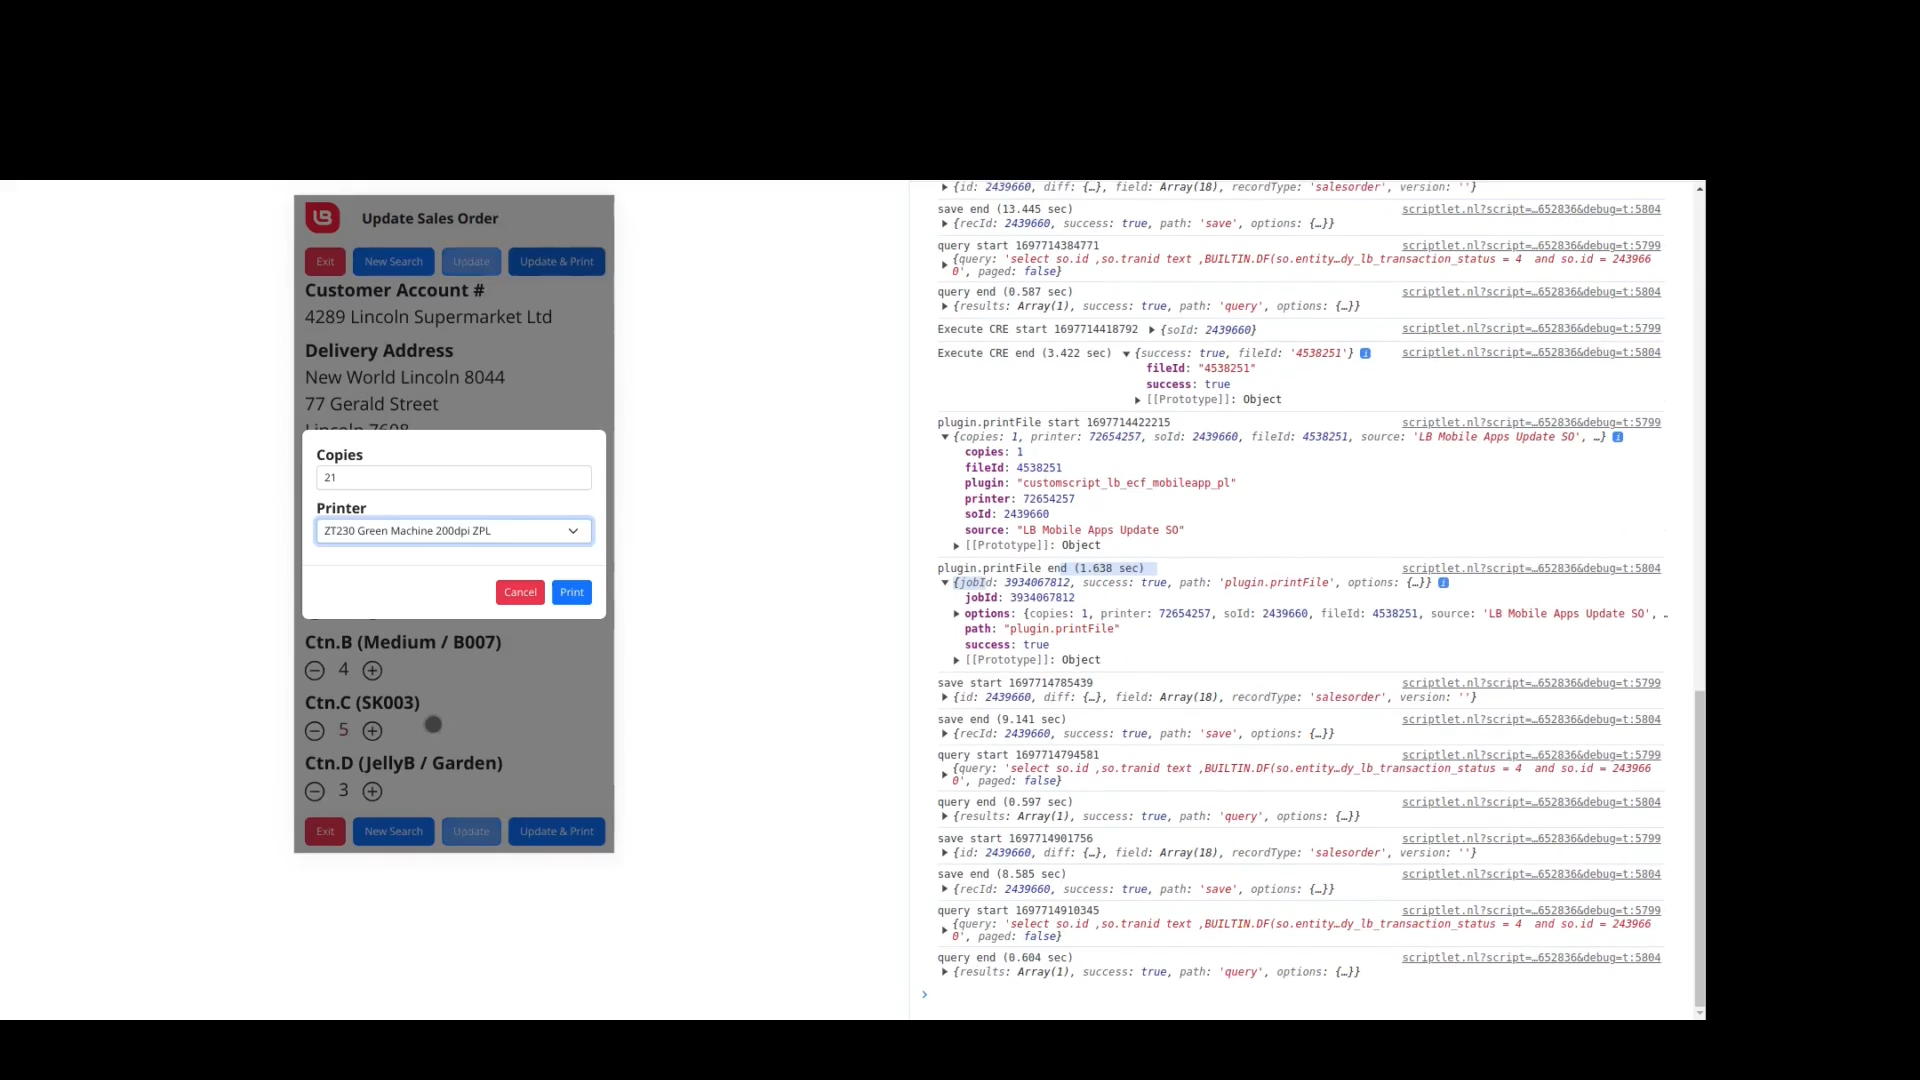 Update Sales Order
Exit New Search Update Update & Print
Customer Account #
4289 Lincoln Supermarket Ltd
Delivery Address
New World Lincoln 8044
77 Gerald Street
Lincoln 7608
Copies
21
Printer
ZT230 Green Machine 200dpi ZPL
Cancel Print
Ctn.B (Medium / B007)
4
Ctn.C (SK003)
5
Ctn.D (JellyB / Garden)
3
Exit New Search Update Update & Print
{id: 2439660, diff: {…}, field: Array(18), recordType: 'salesorder', version: ''}
save end (13.445 sec) scriptlet.nl?script=…652836&debug=t:5804
{recId: 2439660, success: true, path: 'save', options: {…}}
query start 1697714384771 scriptlet.nl?script=…652836&debug=t:5799
{query: 'select so.id ,so.tranid text ,BUILTIN.DF(so.entity…dy_lb_transaction_status = 4  and so.id = 243966
0', paged: false}
query end (0.587 sec) scriptlet.nl?script=…652836&debug=t:5804
{results: Array(1), success: true, path: 'query', options: {…}}
Execute CRE start 1697714418792 {soId: 2439660} scriptlet.nl?script=…652836&debug=t:5799
Execute CRE end (3.422 sec) {success: true, fileId: '4538251'} scriptlet.nl?script=…652836&debug=t:5804
fileId: "4538251"
success: true
[[Prototype]]: Object
plugin.printFile start 1697714422215 scriptlet.nl?script=…652836&debug=t:5799
{copies: 1, printer: 72654257, soId: 2439660, fileId: 4538251, source: 'LB Mobile Apps Update SO', …}
copies: 1
fileId: 4538251
plugin: "customscript_lb_ecf_mobileapp_pl"
printer: 72654257
soId: 2439660
source: "LB Mobile Apps Update SO"
[[Prototype]]: Object
plugin.printFile end (1.638 sec) scriptlet.nl?script=…652836&debug=t:5804
{jobId: 3934067812, success: true, path: 'plugin.printFile', options: {…}}
jobId: 3934067812
options: {copies: 1, printer: 72654257, soId: 2439660, fileId: 4538251, source: 'LB Mobile Apps Update SO', …
path: "plugin.printFile"
success: true
[[Prototype]]: Object
save start 1697714785439 scriptlet.nl?script=…652836&debug=t:5799
{id: 2439660, diff: {…}, field: Array(18), recordType: 'salesorder', version: ''}
save end (9.141 sec) scriptlet.nl?script=…652836&debug=t:5804
{recId: 2439660, success: true, path: 'save', options: {…}}
query start 1697714794581 scriptlet.nl?script=…652836&debug=t:5799
{query: 'select so.id ,so.tranid text ,BUILTIN.DF(so.entity…dy_lb_transaction_status = 4  and so.id = 243966
0', paged: false}
query end (0.597 sec) scriptlet.nl?script=…652836&debug=t:5804
{results: Array(1), success: true, path: 'query', options: {…}}
save start 1697714901756 scriptlet.nl?script=…652836&debug=t:5799
{id: 2439660, diff: {…}, field: Array(18), recordType: 'salesorder', version: ''}
save end (8.585 sec) scriptlet.nl?script=…652836&debug=t:5804
{recId: 2439660, success: true, path: 'save', options: {…}}
query start 1697714910345 scriptlet.nl?script=…652836&debug=t:5799
{query: 'select so.id ,so.tranid text ,BUILTIN.DF(so.entity…dy_lb_transaction_status = 4  and so.id = 243966
0', paged: false}
query end (0.604 sec) scriptlet.nl?script=…652836&debug=t:5804
{results: Array(1), success: true, path: 'query', options: {…}}